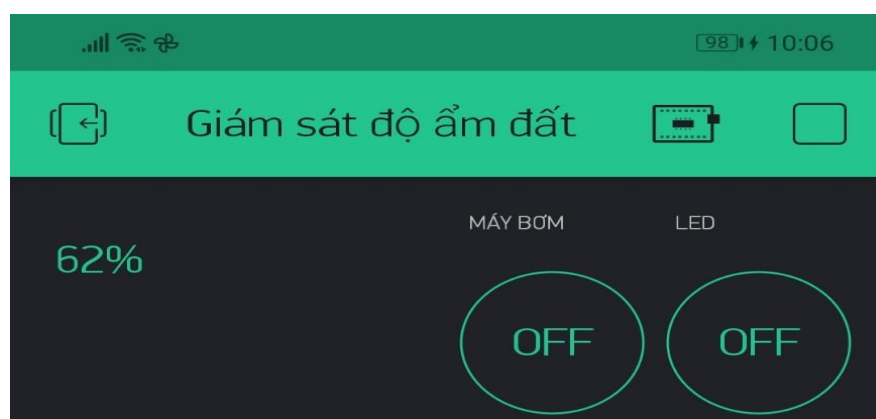 98 10:06
Giám sát độ ẩm đất
MÁY BƠM LED
62%
OFF OFF